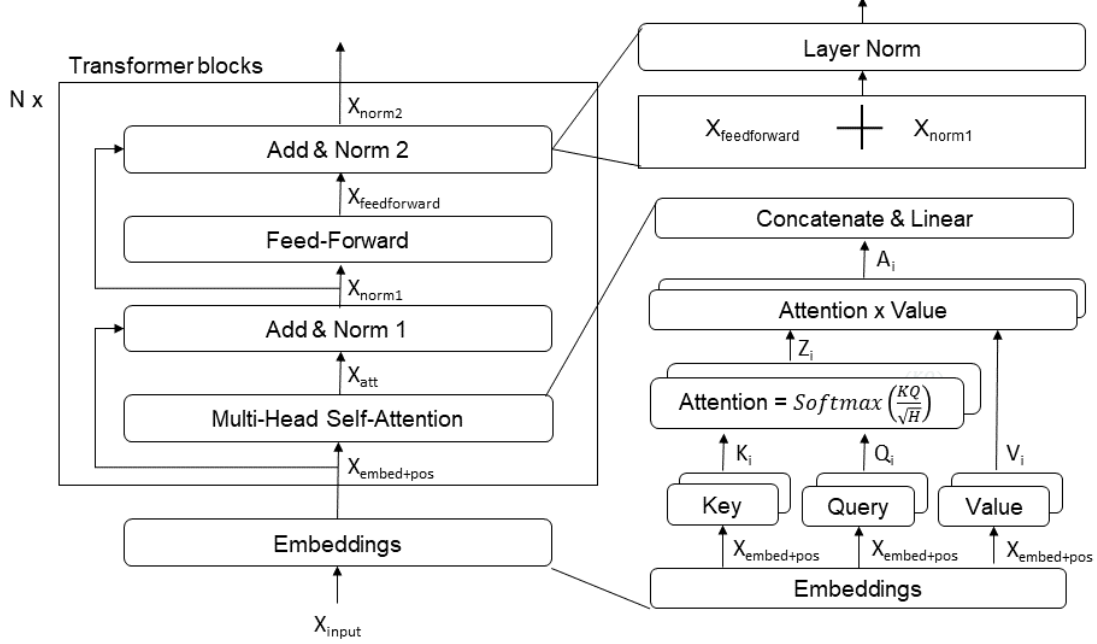 Transformer blocks
N x
X_norm2
Add & Norm 2
X_feedforward
Feed-Forward
X_norm1
Add & Norm 1
X_att
Multi-Head Self-Attention
X_embed+pos
Embeddings
X_input
Layer Norm
X_feedforward + X_norm1
Concatenate & Linear
A_i
Attention x Value
Z_i
Attention = Softmax(KQ/√H)
K_i Q_i V_i
Key Query Value
X_embed+pos X_embed+pos X_embed+pos
Embeddings